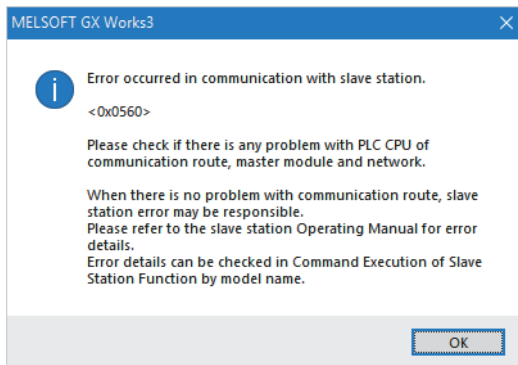 MELSOFT GX Works3
Error occurred in communication with slave station.
<0x0560>
Please check if there is any problem with PLC CPU of
communication route, master module and network.
When there is no problem with communication route, slave
station error may be responsible.
Please refer to the slave station Operating Manual for error
details.
Error details can be checked in Command Execution of Slave
Station Function by model name.
OK